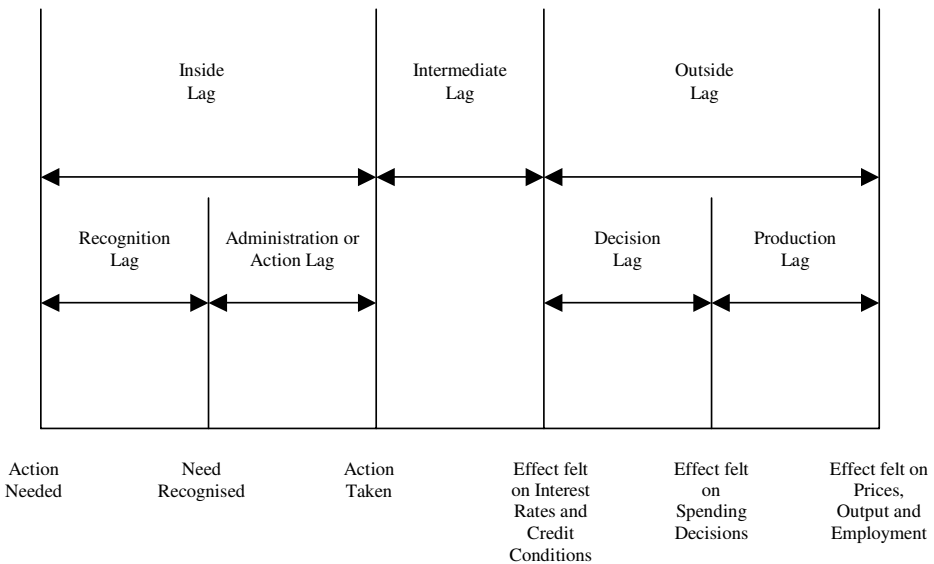 Inside
Lag
Intermediate
Lag
Outside
Lag
Recognition
Lag
Administration or
Action Lag
Decision
Lag
Production
Lag
Action
Needed
Need
Recognised
Action
Taken
Effect felt
on Interest
Rates and
Credit
Conditions
Effect felt
on
Spending
Decisions
Effect felt on
Prices,
Output and
Employment